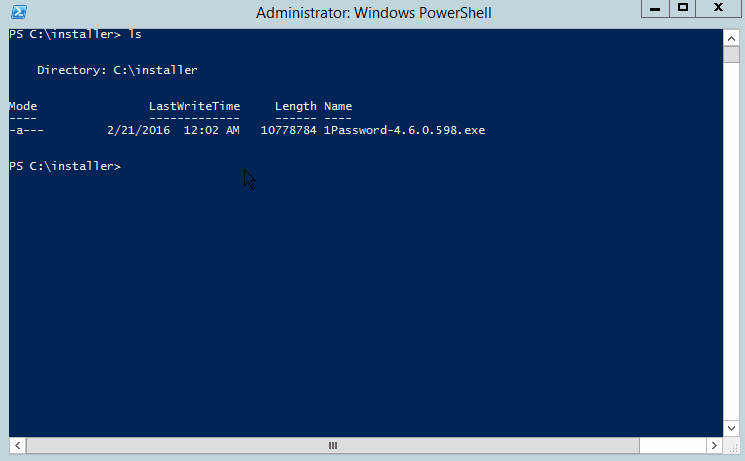 Administrator: Windows PowerShell
PS C:\installer> ls
Directory: C:\installer
Mode LastWriteTime Length Name
---- ------------- ------ ----
-a--- 2/21/2016 12:02 AM 10778784 1Password-4.6.0.598.exe
PS C:\installer>